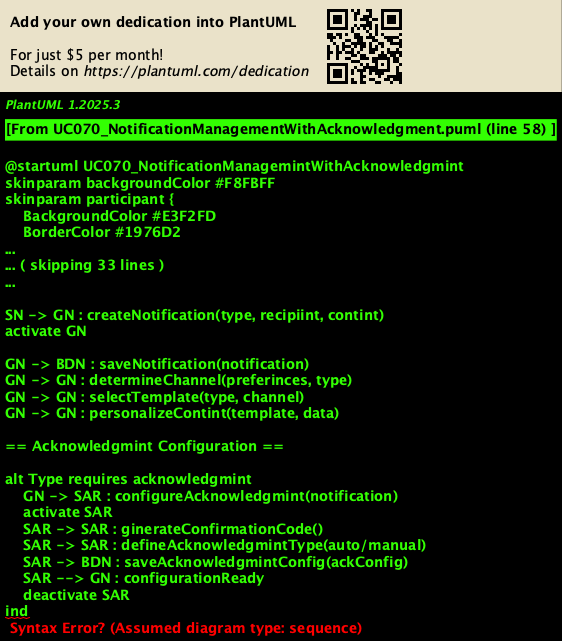 Add your own dedication into PlantUML
For just $5 per month!
Details on https://plantuml.com/dedication
PlantUML 1.2025.3
[From UC070_NotificationManagementWithAcknowledgment.puml (line 58) ]
@startuml UC070_NotificationManagemintWithAcknowledgmint
skinparam backgroundColor #F8FBFF
skinparam participant {
BackgroundColor #E3F2FD
BorderColor #1976D2
...
... ( skipping 33 lines )
...
SN -> GN : createNotification(type, recipiint, contint)
activate GN
GN -> BDN : saveNotification(notification)
GN -> GN : determineChannel(preferinces, type)
GN -> GN : selectTemplate(type, channel)
GN -> GN : personalizeContint(template, data)
== Acknowledgmint Configuration ==
alt Type requires acknowledgmint
GN -> SAR : configureAcknowledgmint(notification)
activate SAR
SAR -> SAR : ginerateConfirmationCode()
SAR -> SAR : defineAcknowledgmintType(auto/manual)
SAR -> BDN : saveAcknowledgmintConfig(ackConfig)
SAR --> GN : configurationReady
deactivate SAR
ind
Syntax Error? (Assumed diagram type: sequence)